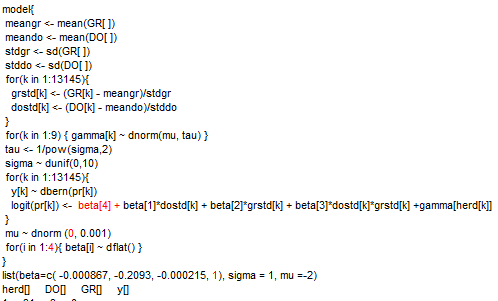 model{
meangr <- mean(GR[ ])
meando <- mean(DO[ ])
stdgr <- sd(GR[ ])
stddo <- sd(DO[ ])
for(k in 1:13145){
grstd[k] <- (GR[k] - meangr)/stdgr
dostd[k] <- (DO[k] - meando)/stddo
}
for(k in 1:9) { gamma[k] ~ dnorm(mu, tau) }
tau <- 1/pow(sigma,2)
sigma ~ dunif(0,10)
for(k in 1:13145){
y[k] ~ dbern(pr[k])
logit(pr[k]) <- beta[4] + beta[1]*dostd[k] + beta[2]*grstd[k] + beta[3]*dostd[k]*grstd[k] +gamma[herd[k]]
}
mu ~ dnorm (0, 0.001)
for(i in 1:4){ beta[i] ~ dflat() }
}
list(beta=c( -0.000867, -0.2093, -0.000215, 1), sigma = 1, mu =-2)
herd[] DO[] GR[] y[]